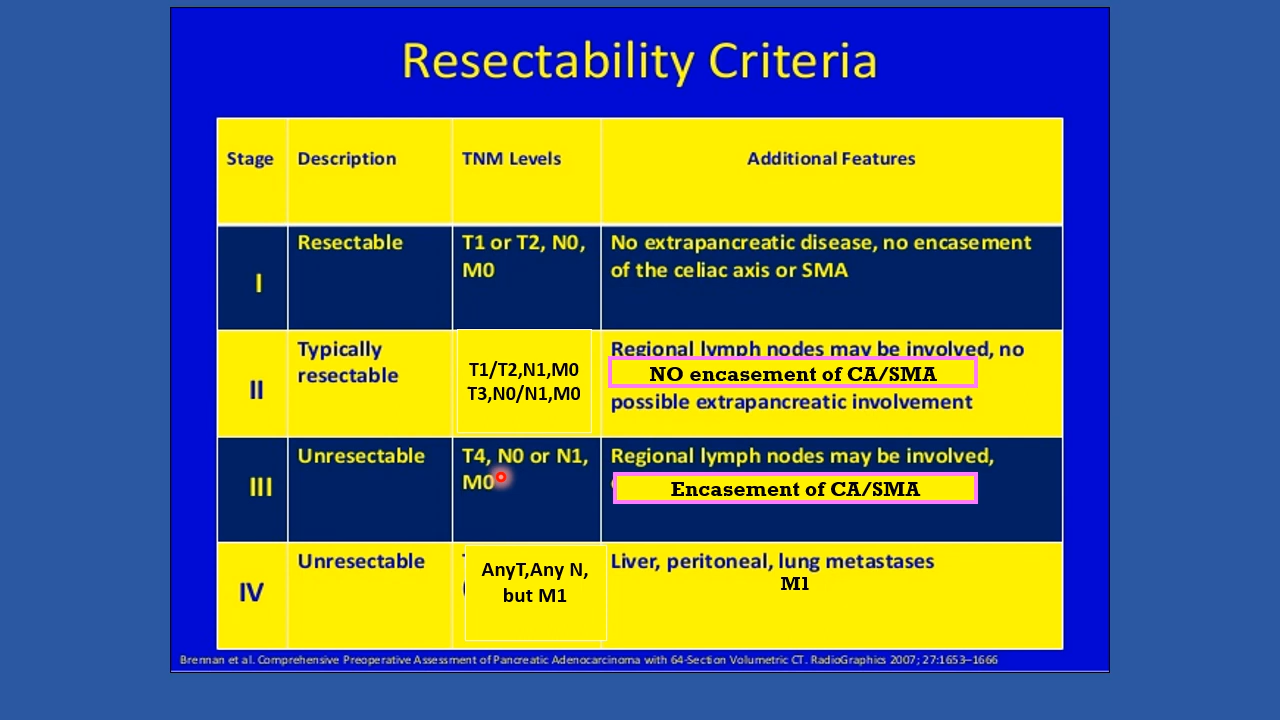 Resectability Criteria
Stage
Description
TNM Levels
Additional Features
I
Resectable
T1 or T2, N0,
M0
No extrapancreatic disease, no encasement
of the celiac axis or SMA
II
Typically
resectable
T1/T2,N1,M0
T3,N0/N1,M0
Regional lymph nodes may be involved, no
NO encasement of CA/SMA
possible extrapancreatic involvement
III
Unresectable
T4, N0 or N1,
M0
Regional lymph nodes may be involved,
Encasement of CA/SMA
IV
Unresectable
AnyT,Any N,
but M1
Liver, peritoneal, lung metastases
M1
Brennan et al. Comprehensive Preoperative Assessment of Pancreatic Adenocarcinoma with 64-Section Volumetric CT. RadioGraphics 2007; 27:1653–1666